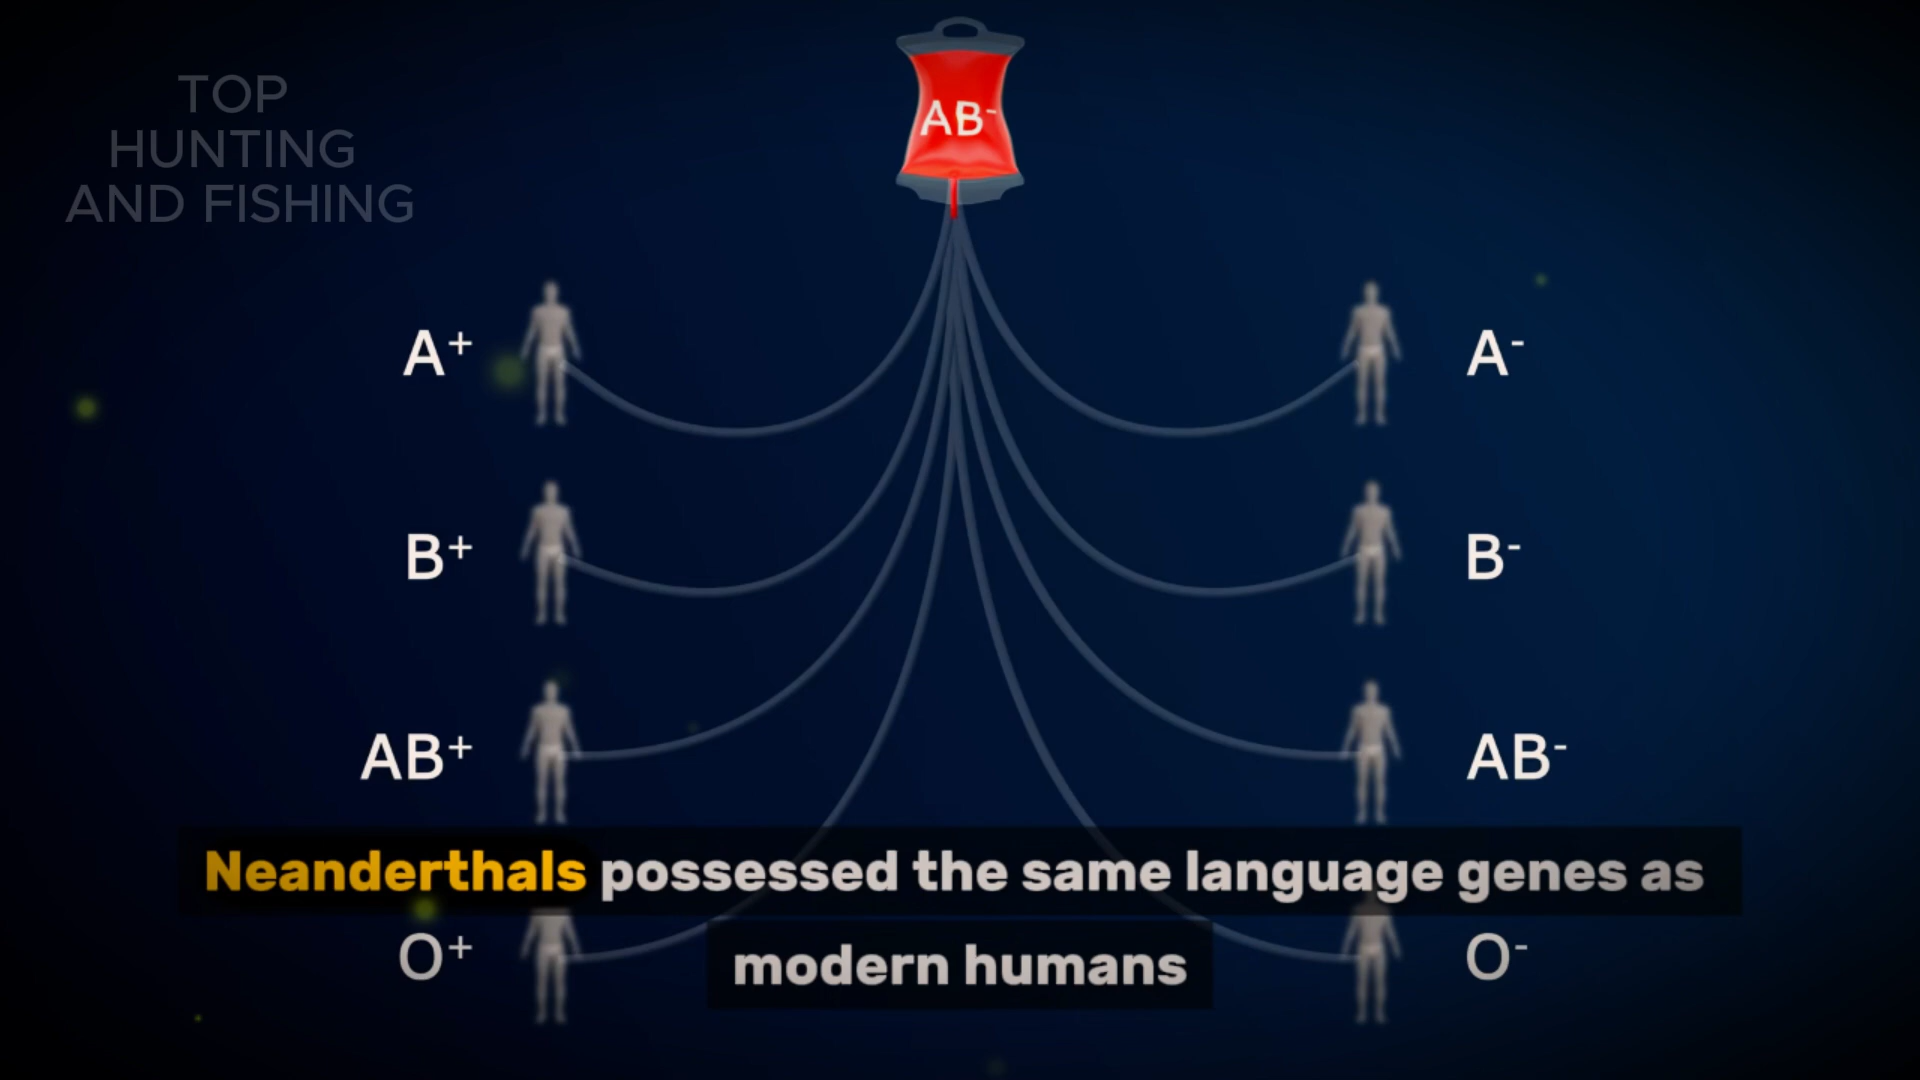 TOP
HUNTING
AND FISHING
AB-
A+
A-
B+
B-
AB+
AB-
Neanderthals possessed the same language genes as
modern humans
O+
O-